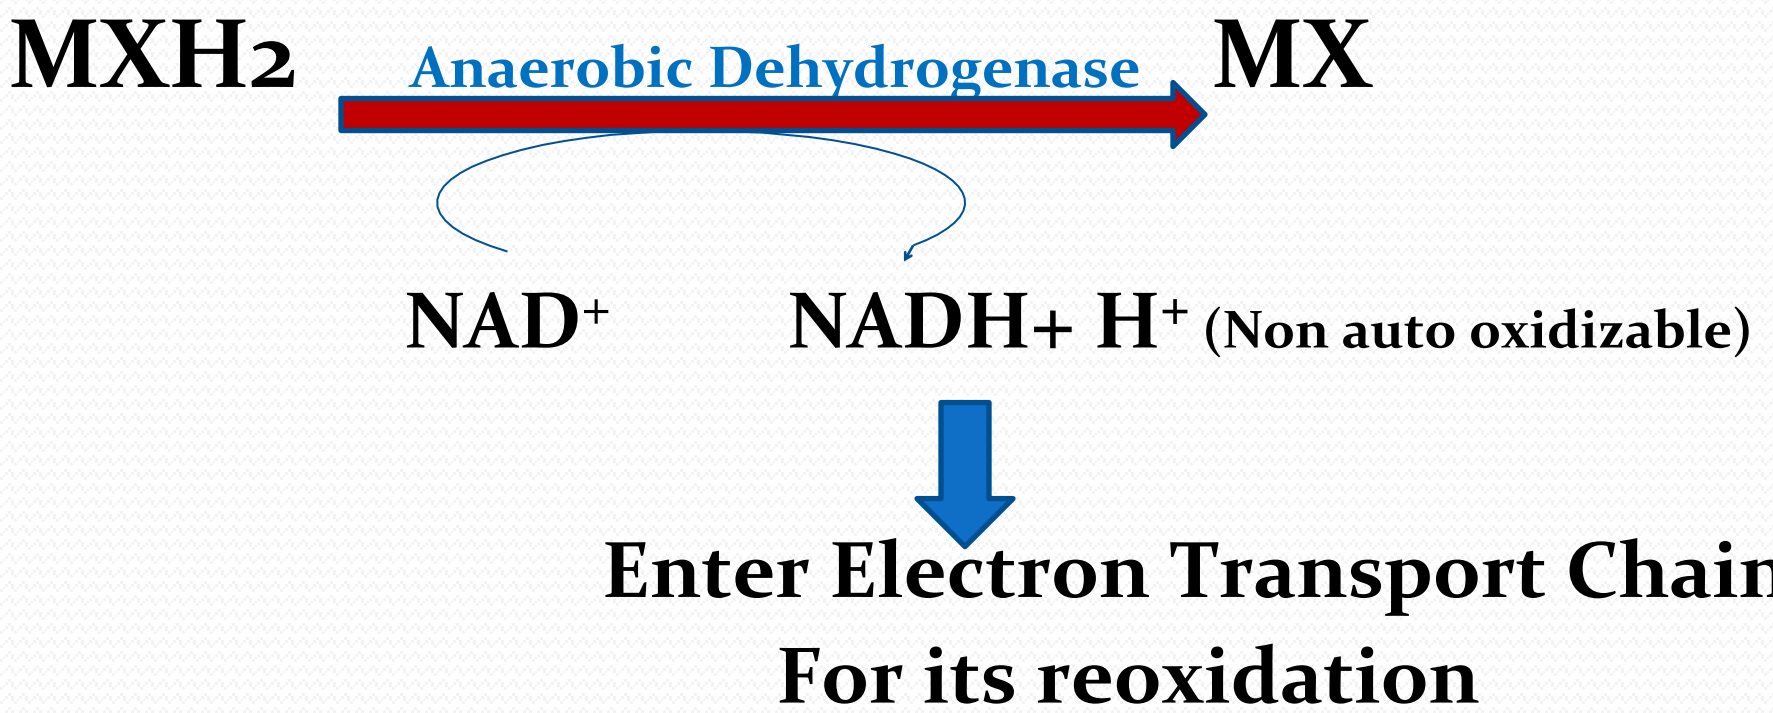 MXH2 Anaerobic Dehydrogenase MX
NAD⁺ NADH+ H⁺ (Non auto oxidizable)
Enter Electron Transport Chain
For its reoxidation